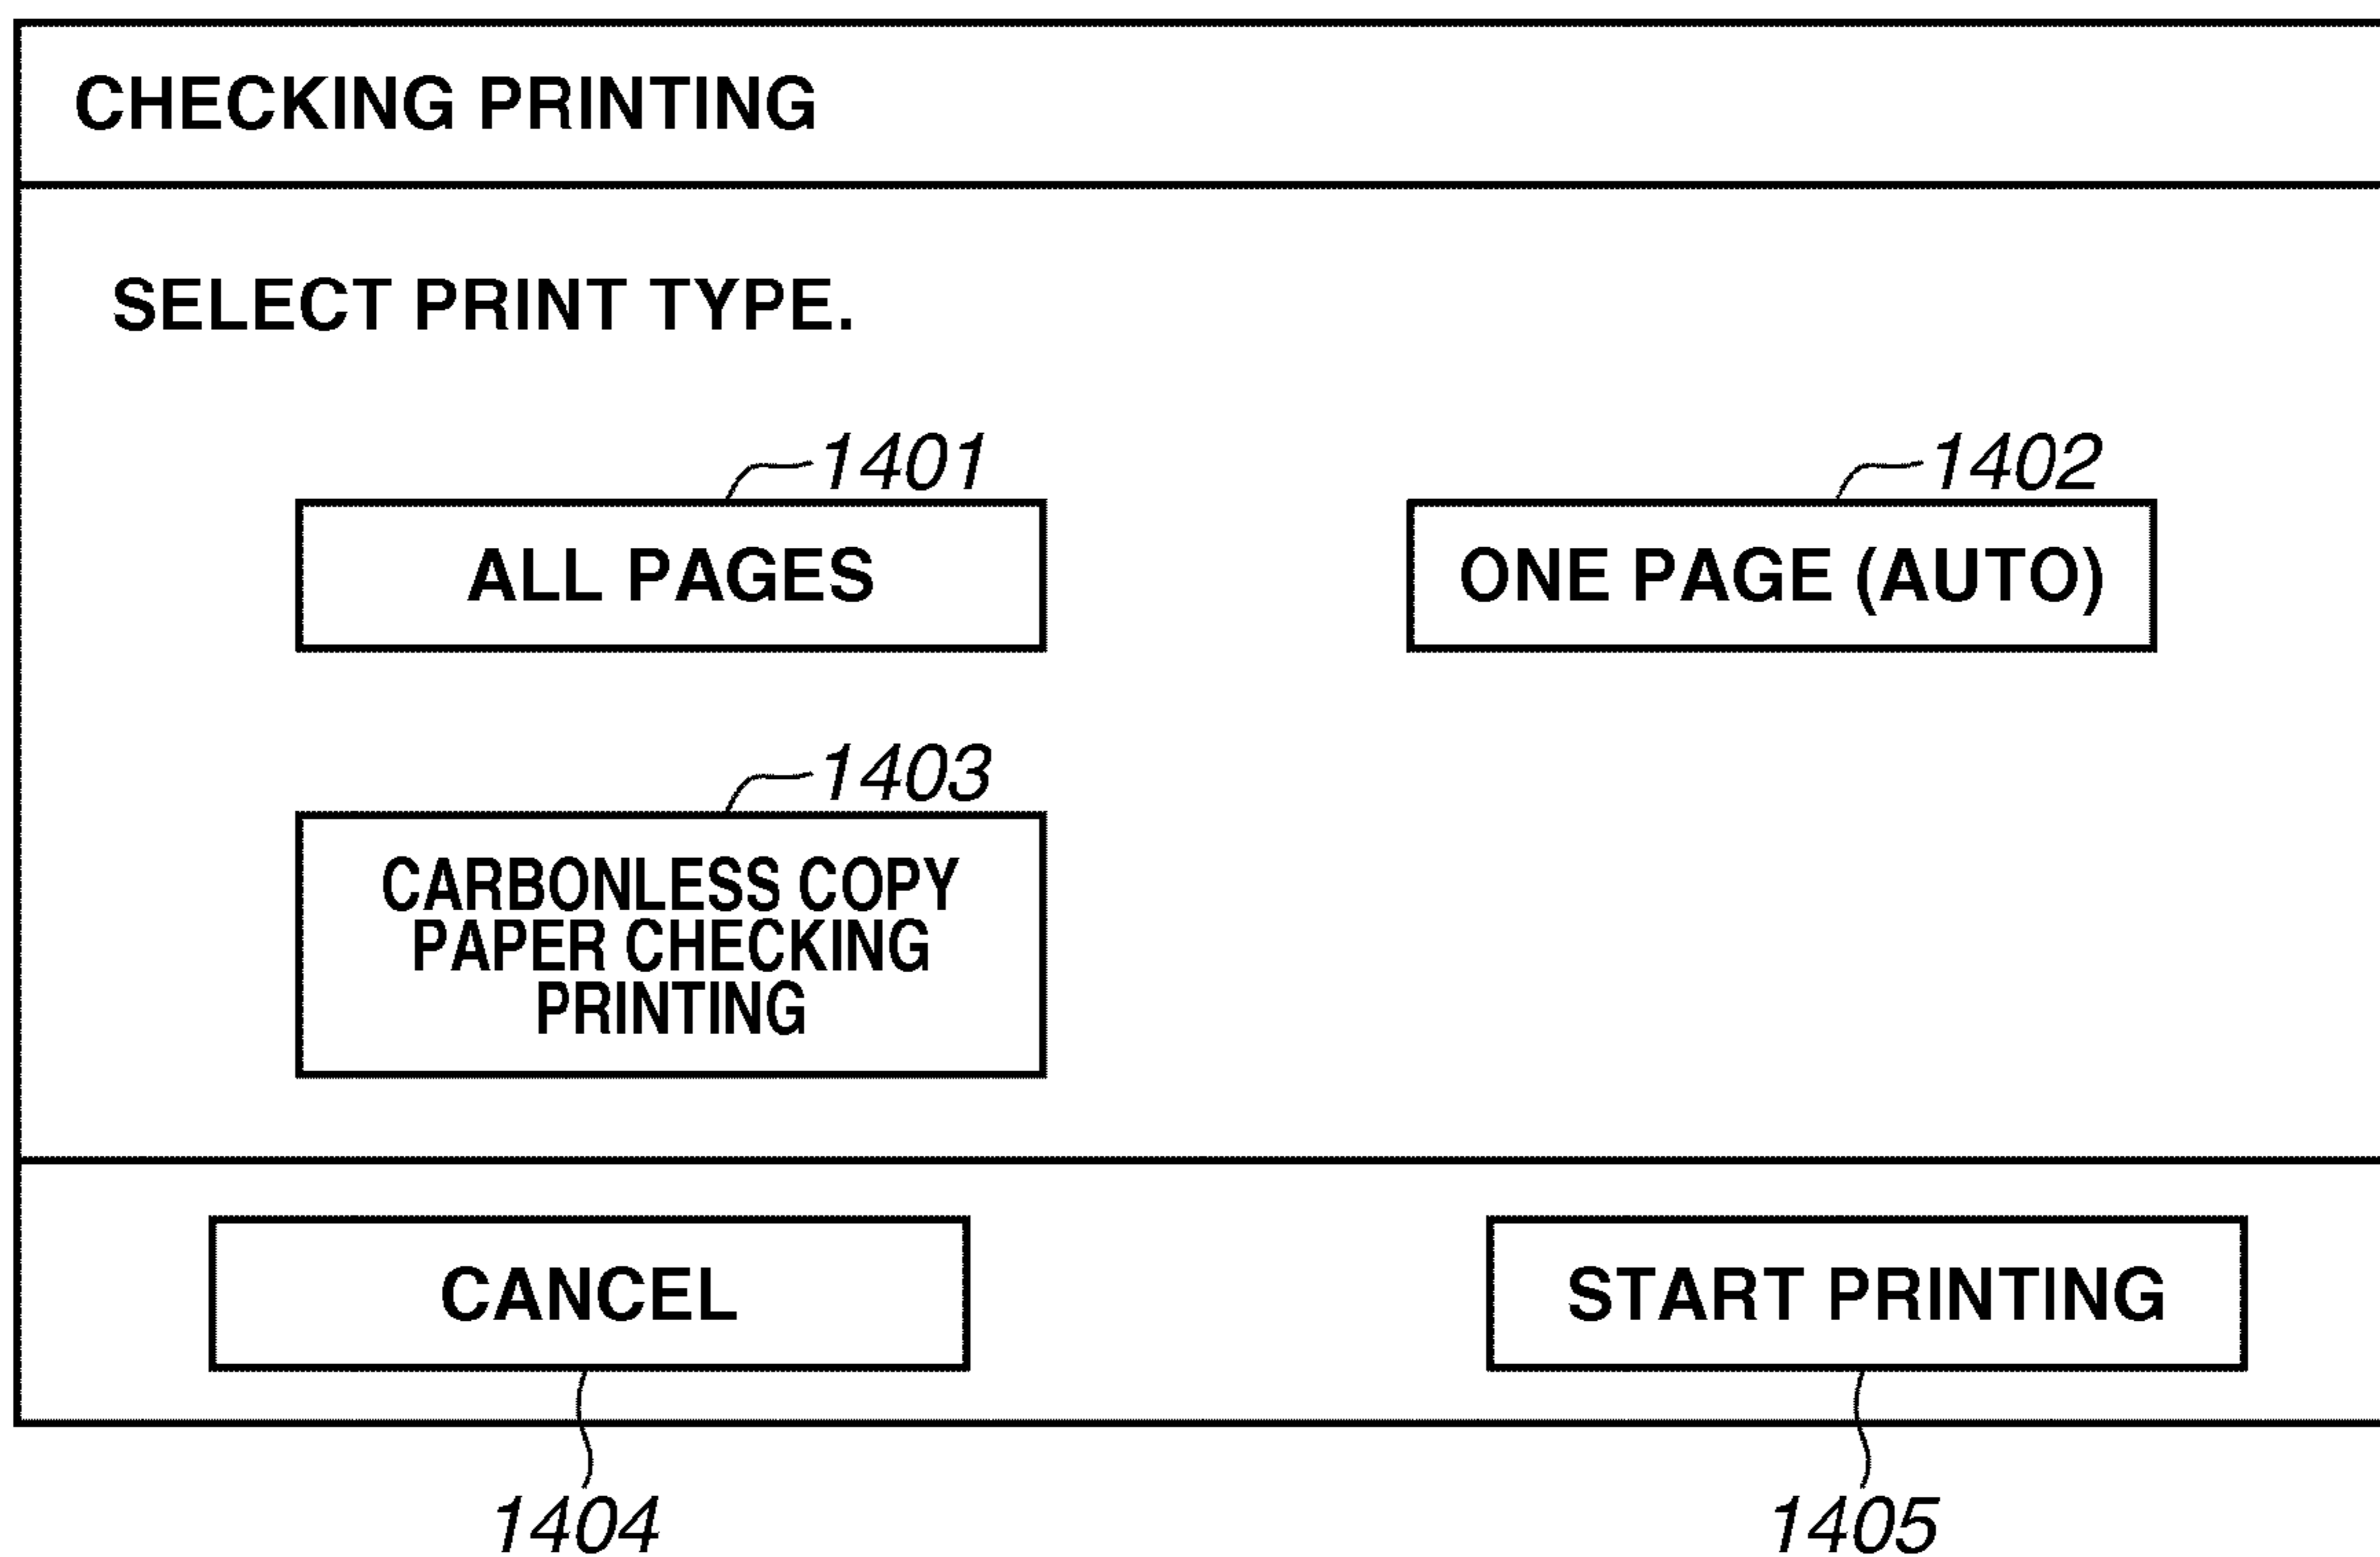 CHECKING PRINTING
SELECT PRINT TYPE.
1401
1402
ALL PAGES
ONE PAGE (AUTO)
1403
CARBONLESS COPY
PAPER CHECKING
PRINTING
CANCEL
START PRINTING
1404
1405